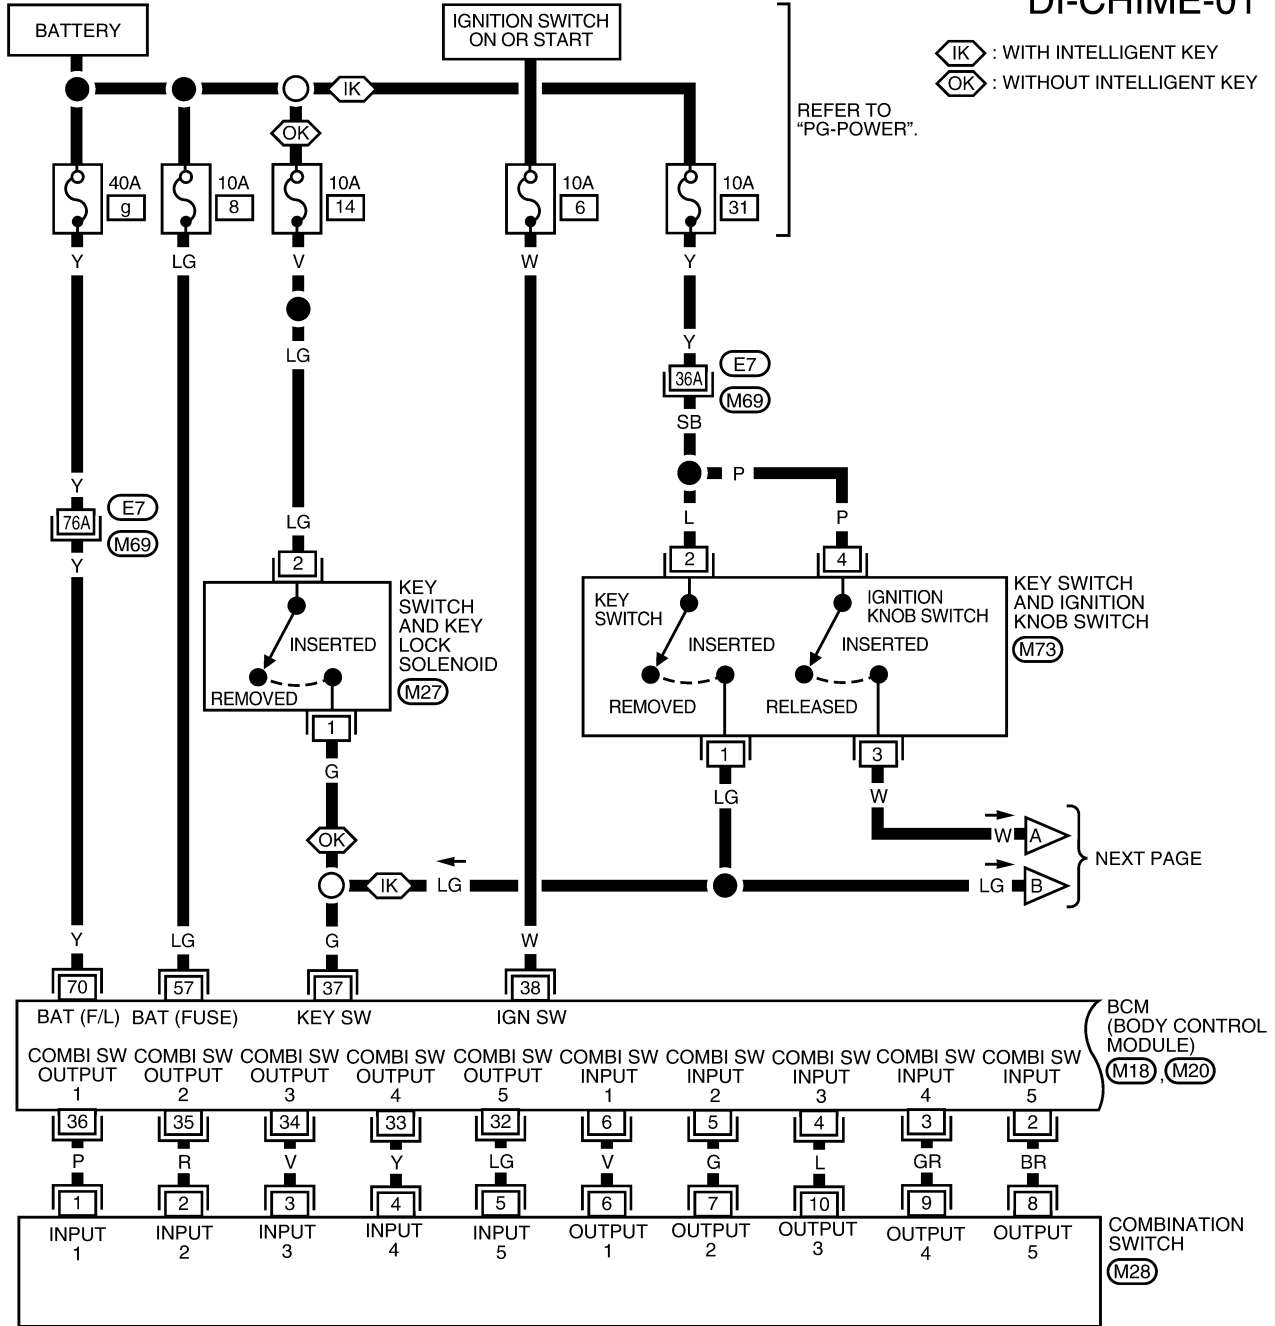 DI-CHIME-01
BATTERY
IGNITION SWITCH
ON OR START
IK : WITH INTELLIGENT KEY
OK : WITHOUT INTELLIGENT KEY
IK
OK
REFER TO
“PG-POWER”.
40A
g
10A
8
10A
14
10A
6
10A
31
Y
LG
V
W
Y
LG
Y
36A
E7
M69
SB
P
Y
76A
E7
M69
Y
LG
L
P
2
2
4
KEY
SWITCH
AND KEY
LOCK
SOLENOID
M27
INSERTED
REMOVED
KEY
SWITCH
INSERTED
REMOVED
IGNITION
KNOB SWITCH
INSERTED
RELEASED
KEY SWITCH
AND IGNITION
KNOB SWITCH
M73
1
1
3
G
LG
W
OK
W
A
NEXT PAGE
IK
LG
LG
B
Y
LG
G
W
70
57
37
38
BAT (F/L)
BAT (FUSE)
KEY SW
IGN SW
BCM
(BODY CONTROL
MODULE)
M18 , M20
COMBI SW
OUTPUT
1
COMBI SW
OUTPUT
2
COMBI SW
OUTPUT
3
COMBI SW
OUTPUT
4
COMBI SW
OUTPUT
5
COMBI SW
INPUT
1
COMBI SW
INPUT
2
COMBI SW
INPUT
3
COMBI SW
INPUT
4
COMBI SW
INPUT
5
36 35 34 33 32 6 5 4 3 2
P R V Y LG V G L GR BR
1 2 3 4 5 6 7 10 9 8
INPUT
1
INPUT
2
INPUT
3
INPUT
4
INPUT
5
OUTPUT
1
OUTPUT
2
OUTPUT
3
OUTPUT
4
OUTPUT
5
COMBINATION
SWITCH
M28